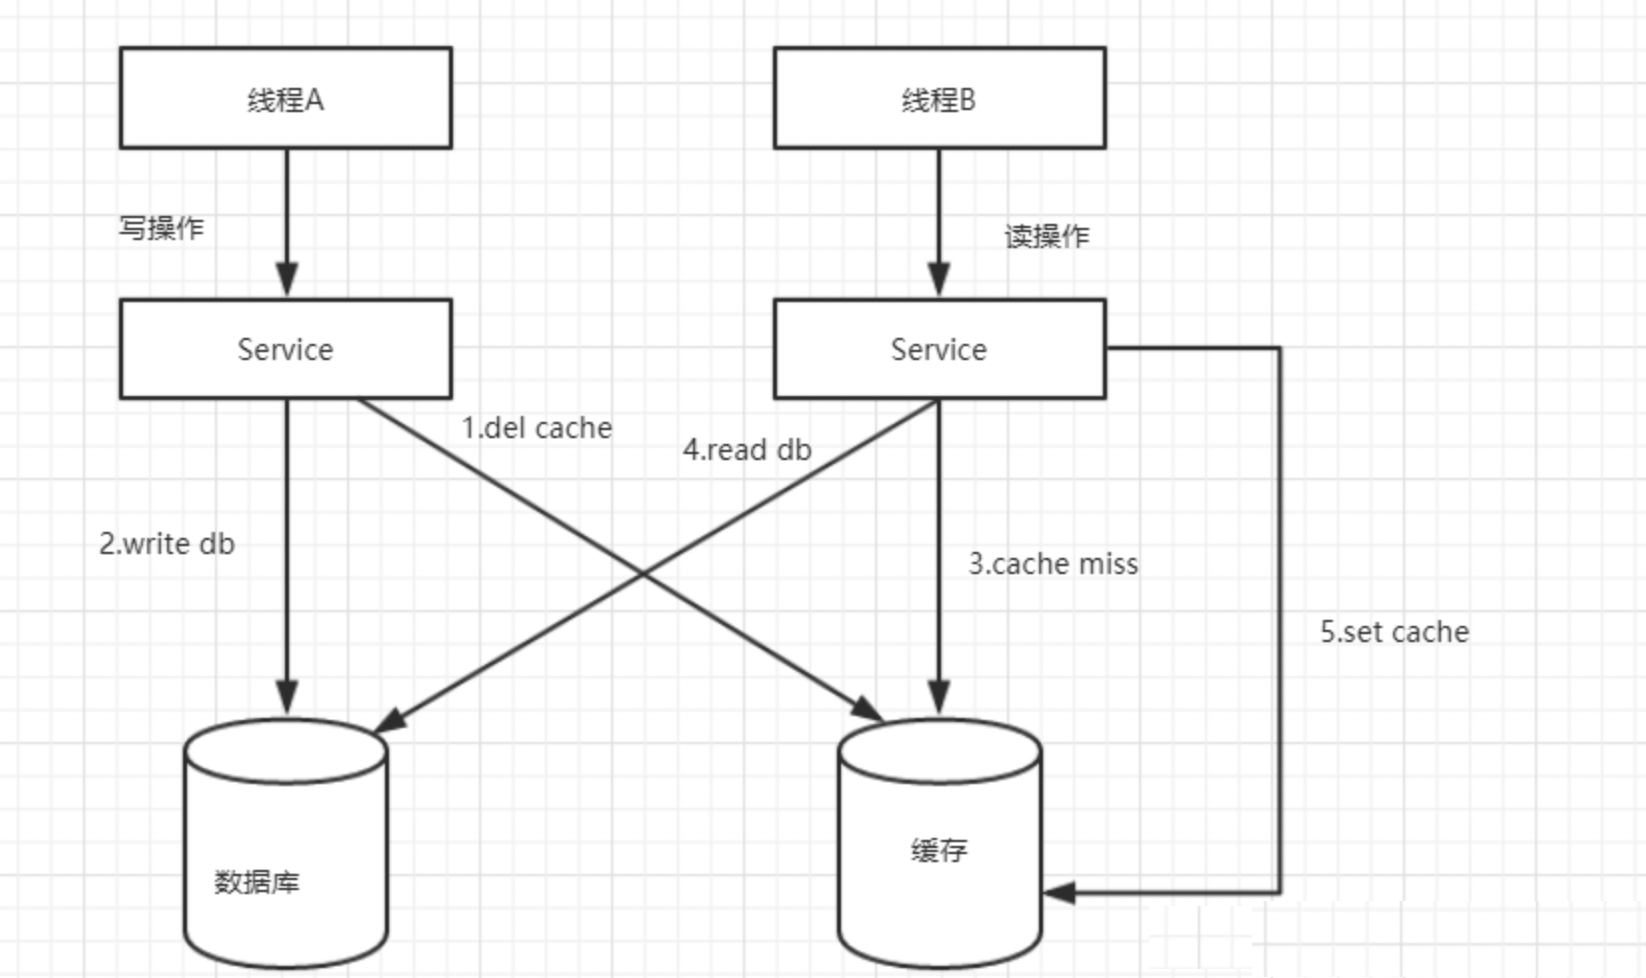 线程A
线程B
写操作
读操作
Service
Service
1.del cache
4.read db
2.write db
3.cache miss
5.set cache
数据库
缓存